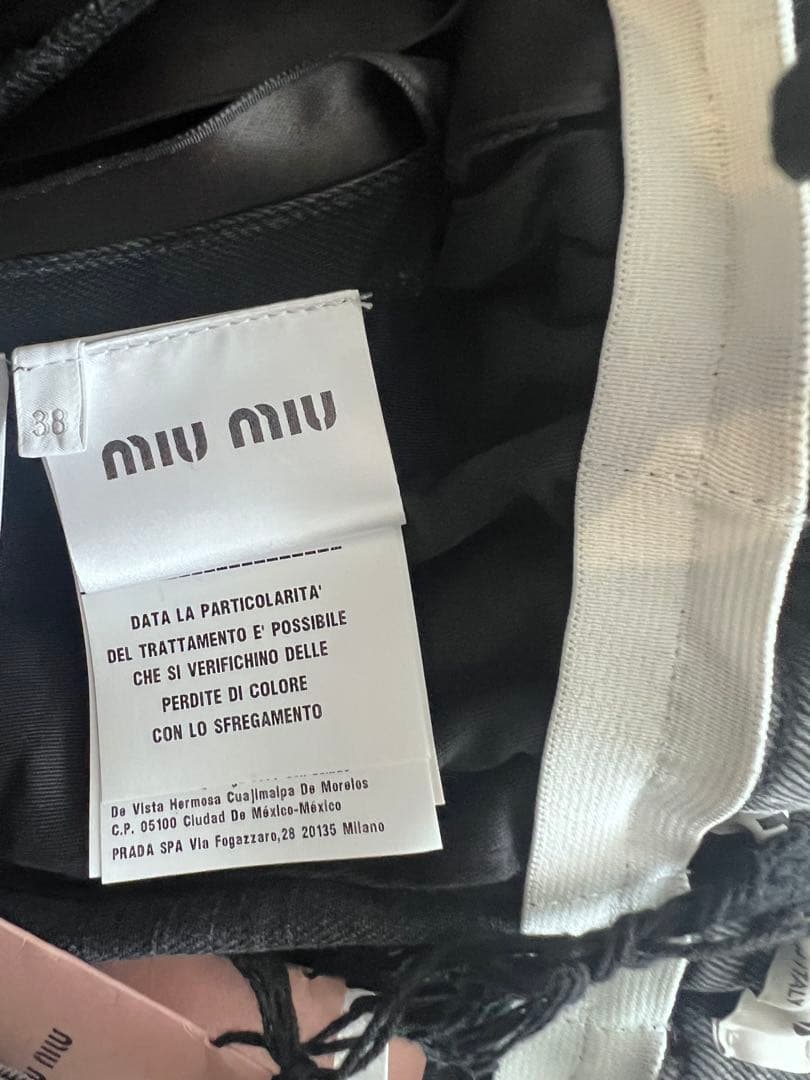 38
MIU MIU
DATA LA PARTICOLARITA'
DEL TRATTAMENTO E' POSSIBILE
CHE SI VERIFICHINO DELLE
PERDITE DI COLORE
CON LO SFREGAMENTO
De Vista Hermosa Cuajimalpa De Morelos
C.P. 05100 Ciudad De México-México
PRADA SPA Via Fogazzaro,28 20135 Milano
MIU